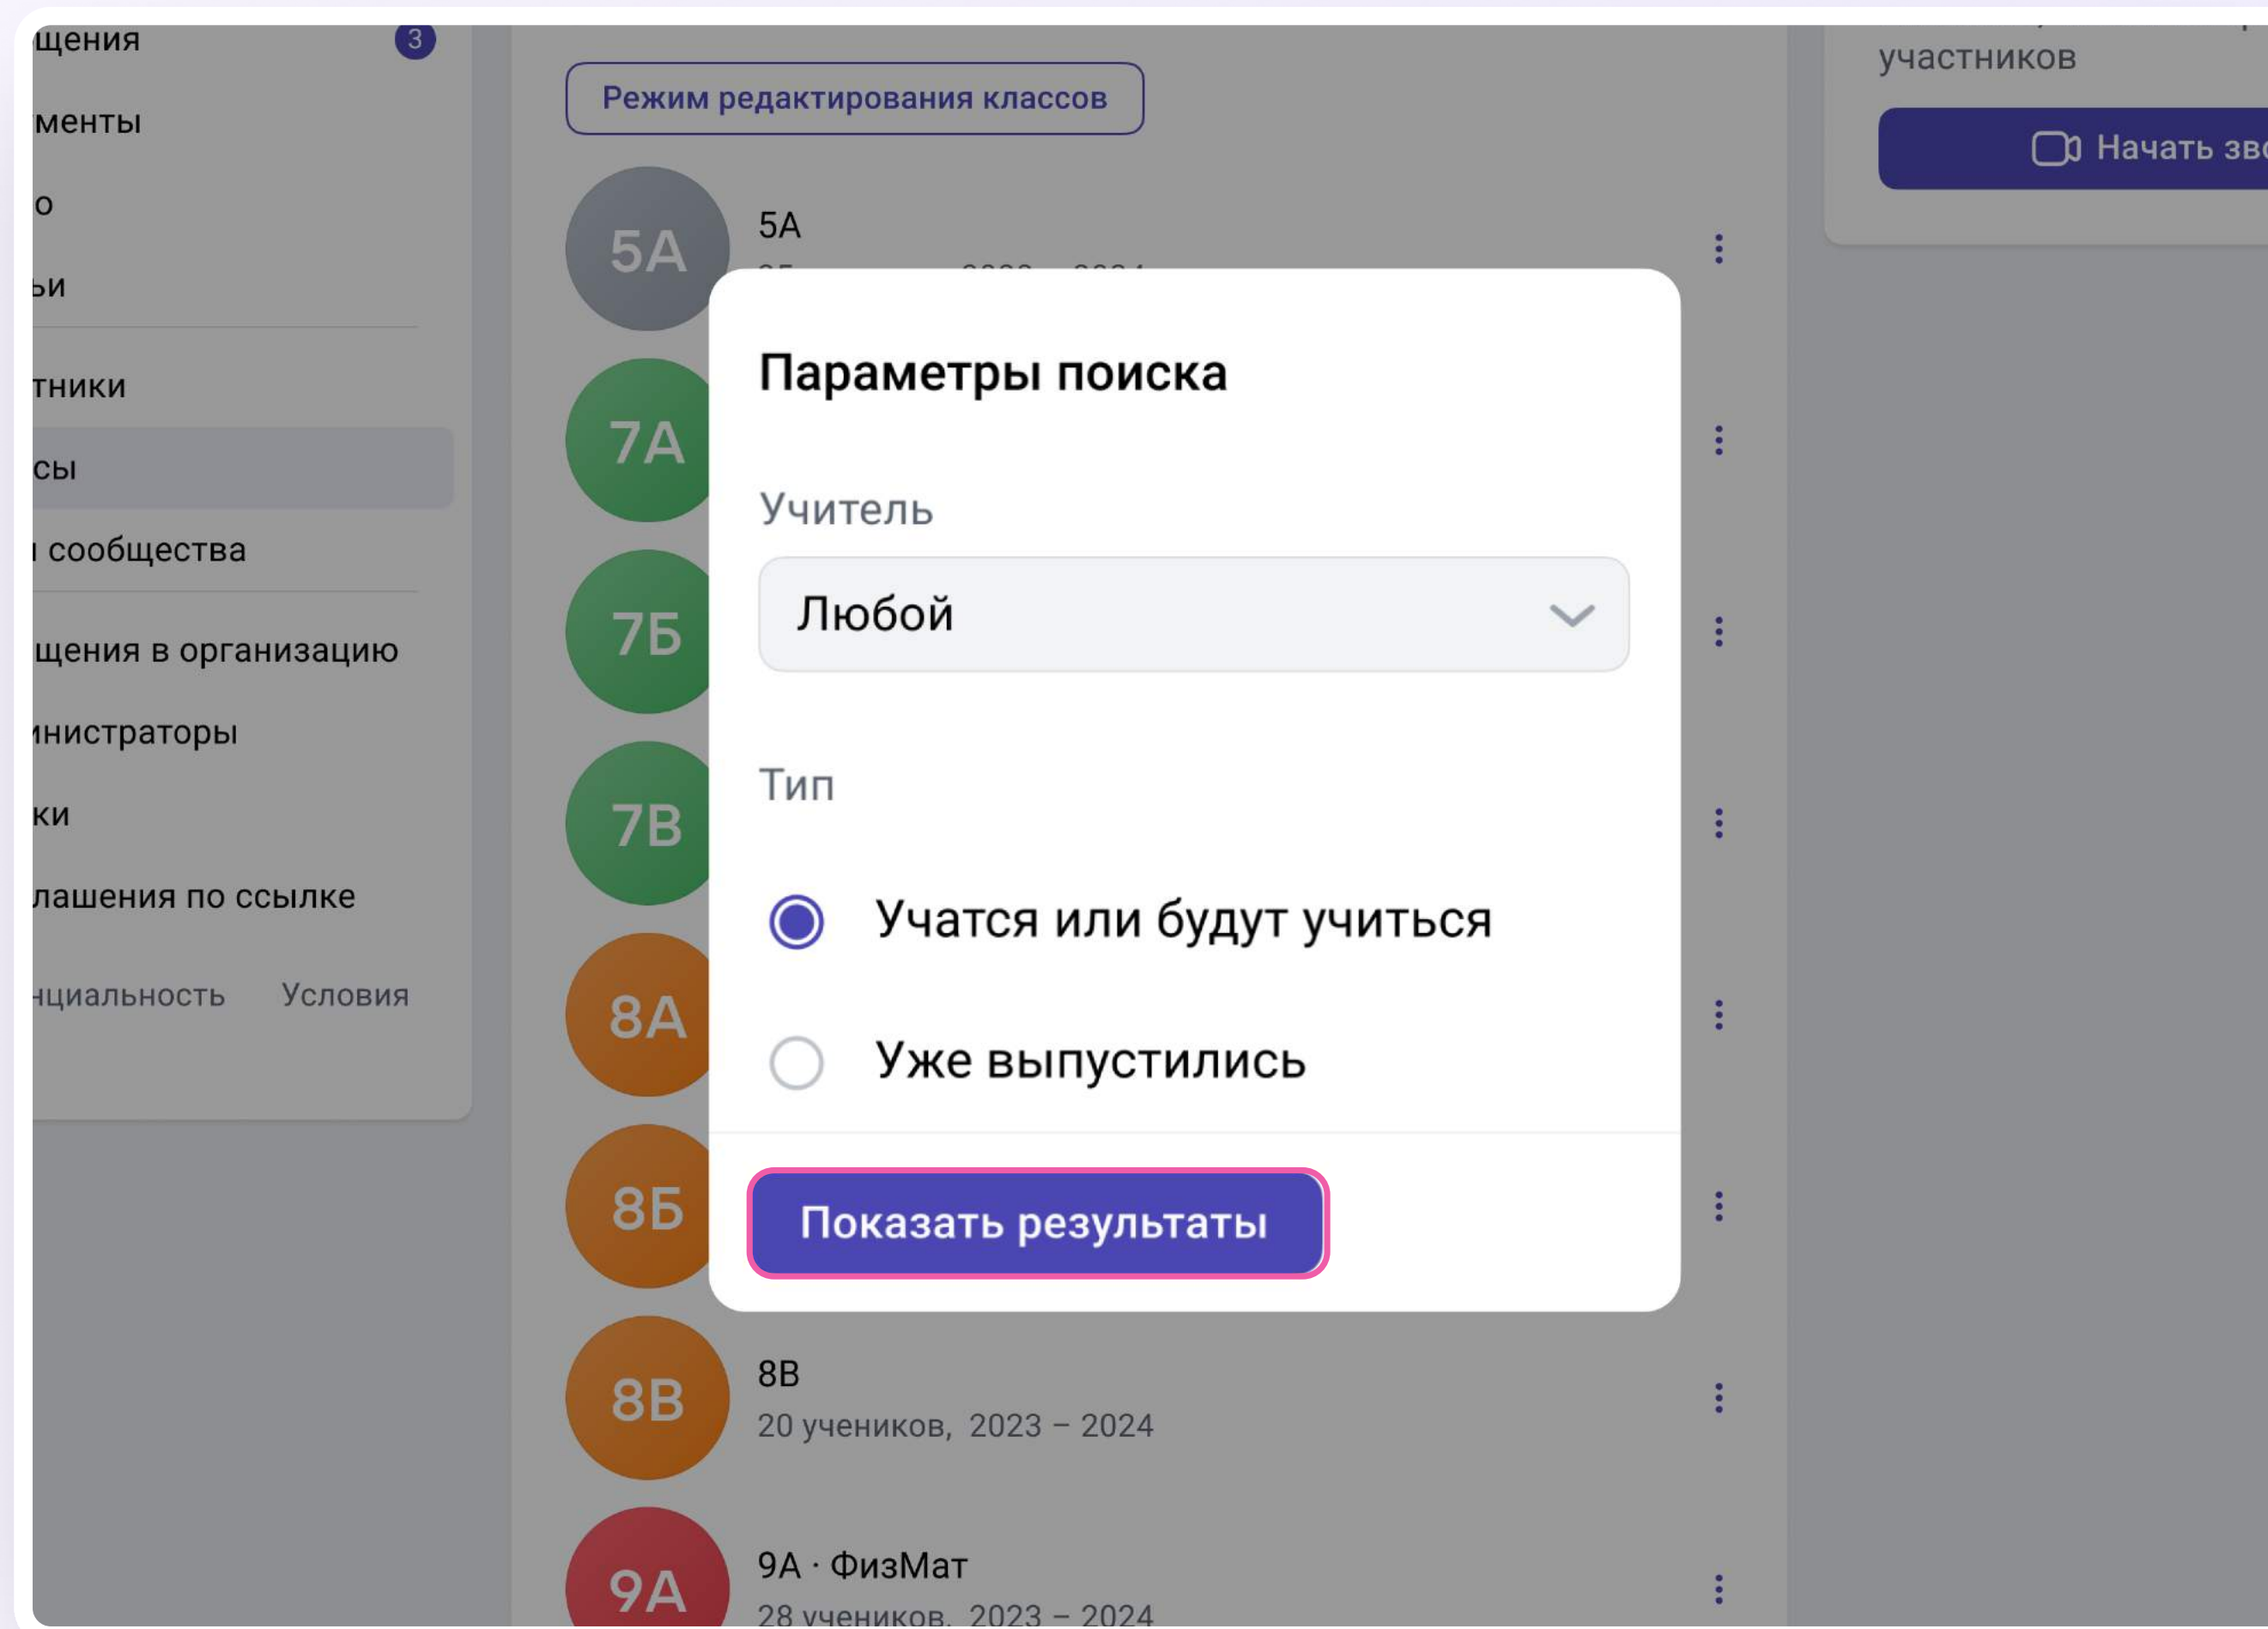 щения 3
менты
о
ьи
тники
сы
сообщества
щения в организацию
нистраторы
ки
лашения по ссылке
нциальность Условия
Режим редактирования классов
5А 5А
7А
7Б
7В
8А
8Б
8В 8В
20 учеников, 2023 – 2024
9А 9А · ФизМат
28 учеников, 2023 – 2024
Параметры поиска
Учитель
Любой
Тип
Учатся или будут учиться
Уже выпустились
Показать результаты
участников
Начать зво